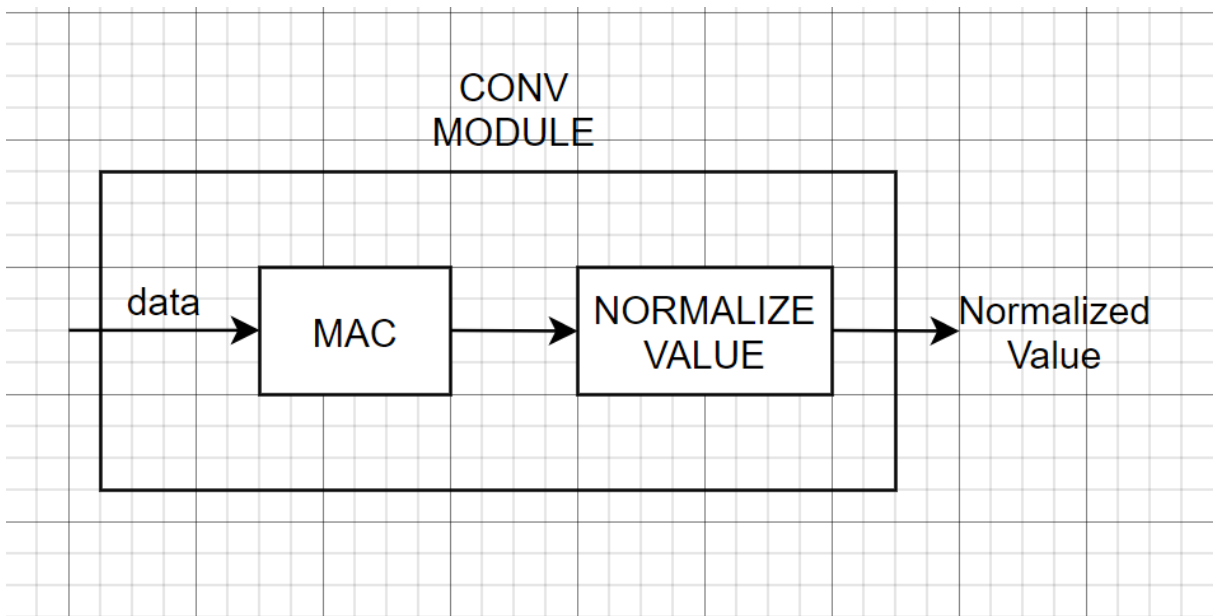 CONV
MODULE
data
MAC
NORMALIZE
VALUE
Normalized
Value